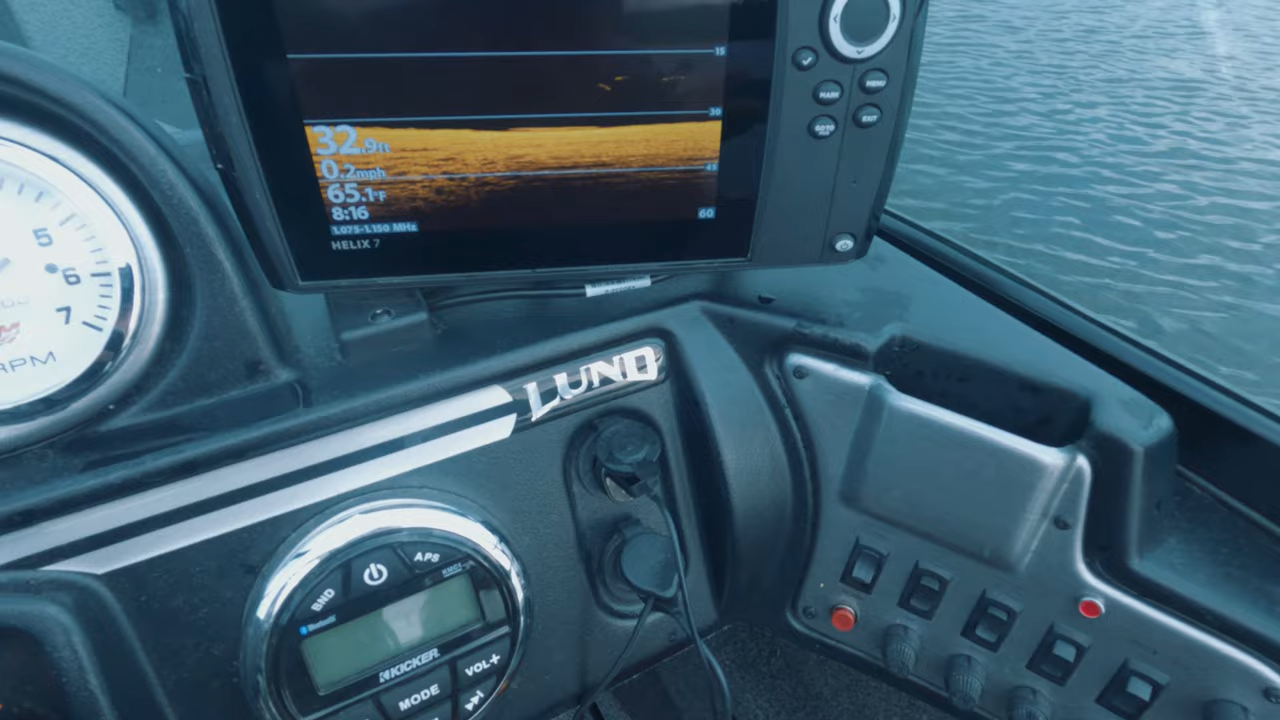 15
30
32.9ft
45
0.2mph
65.1°F
8:16
60
1.075-1.150 MHz
HELIX 7
MENU
MARK
EXIT
GOTO
5
6
7
RPM
LUND
APS
BND
Bluetooth
KICKER
VOL+
MODE